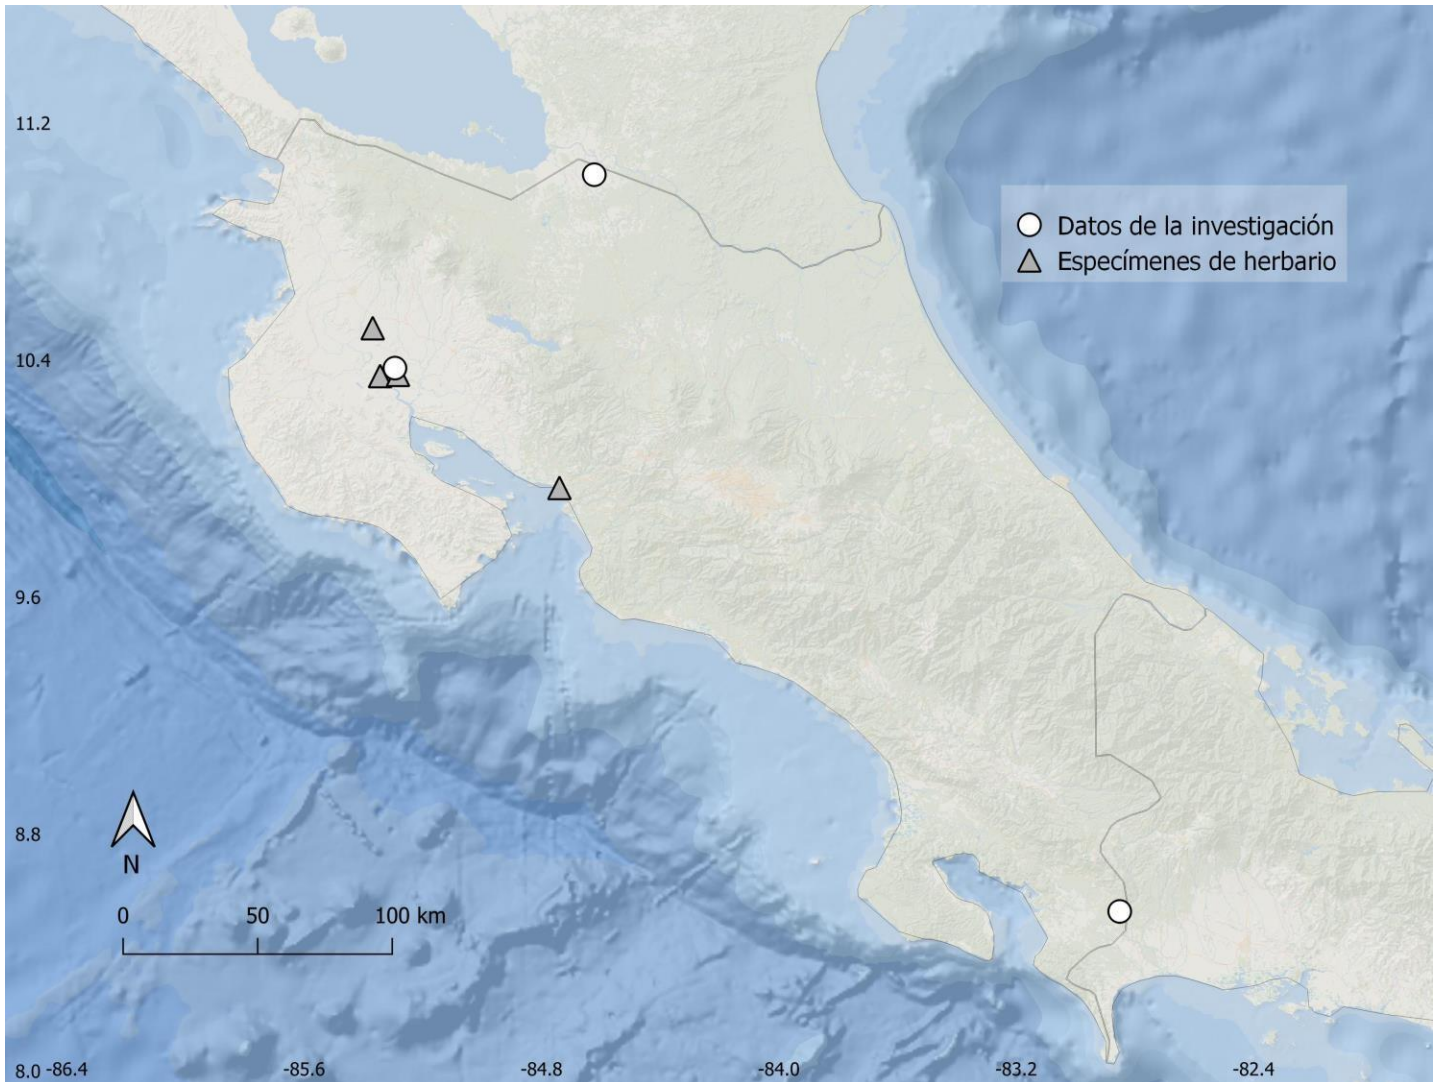 11.2
Datos de la investigación
Especímenes de herbario
10.4
9.6
8.8
N
0 50 100 km
8.0 -86.4 -85.6 -84.8 -84.0 -83.2 -82.4